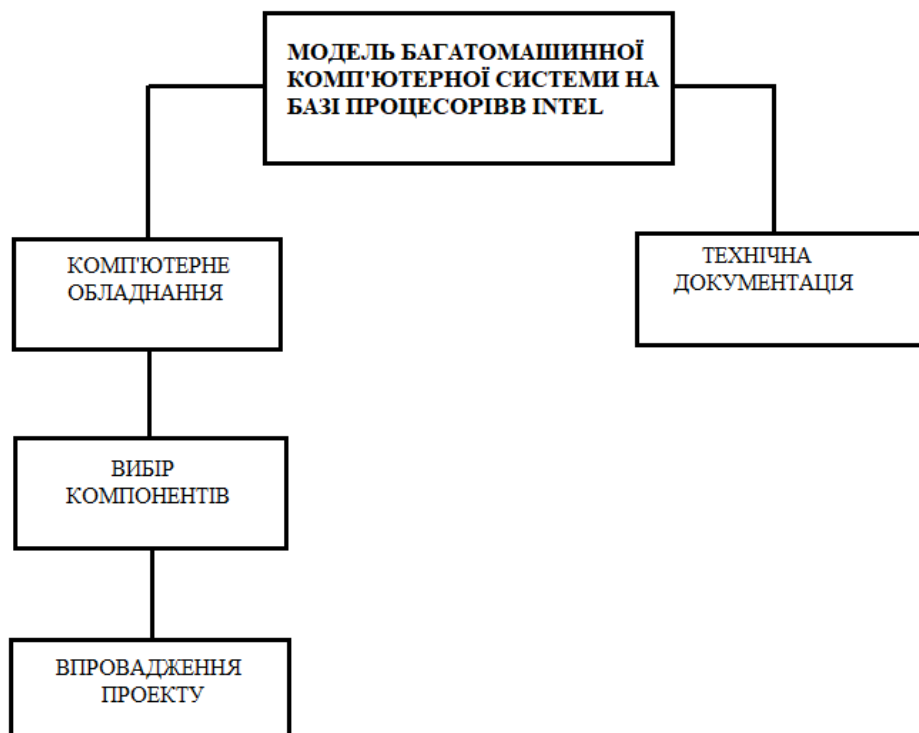 МОДЕЛЬ БАГАТОМАШИННОЇ
КОМП'ЮТЕРНОЇ СИСТЕМИ НА
БАЗІ ПРОЦЕСОРІВВ INTEL
КОМП'ЮТЕРНЕ
ОБЛАДНАННЯ
ТЕХНІЧНА
ДОКУМЕНТАЦІЯ
ВИБІР
КОМПОНЕНТІВ
ВПРОВАДЖЕННЯ
ПРОЕКТУ